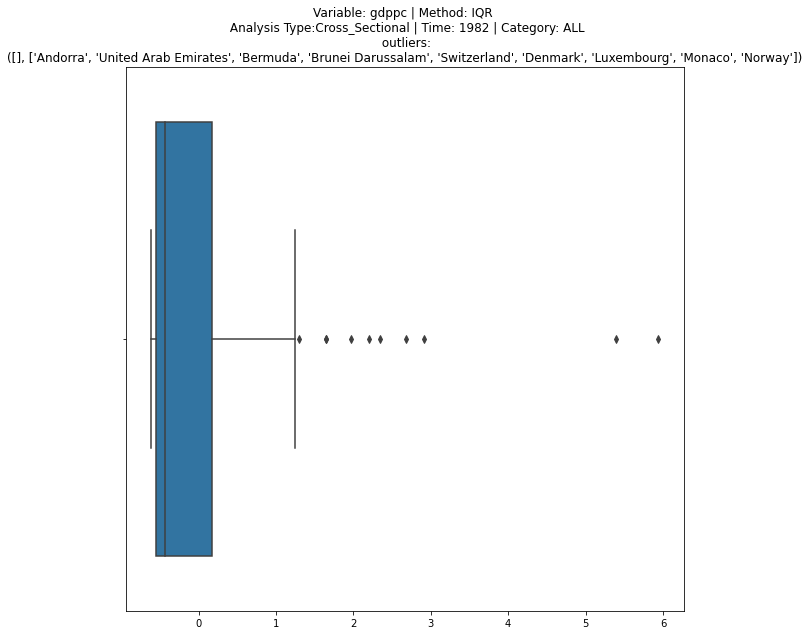 Variable: gdppc | Method: IQR
Analysis Type:Cross_Sectional | Time: 1982 | Category: ALL
outliers:
([], ['Andorra', 'United Arab Emirates', 'Bermuda', 'Brunei Darussalam', 'Switzerland', 'Denmark', 'Luxembourg', 'Monaco', 'Norway'])
0 1 2 3 4 5 6